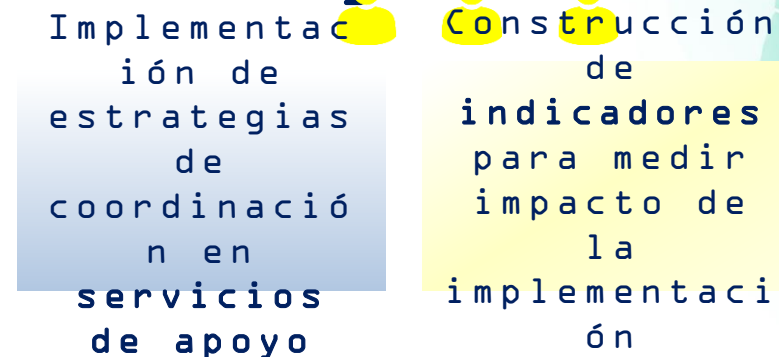 Implementac
ión de
estrategias
de
coordinació
n en
servicios
de apoyo
Construcción
de
indicadores
para medir
impacto de
la
implementaci
ón